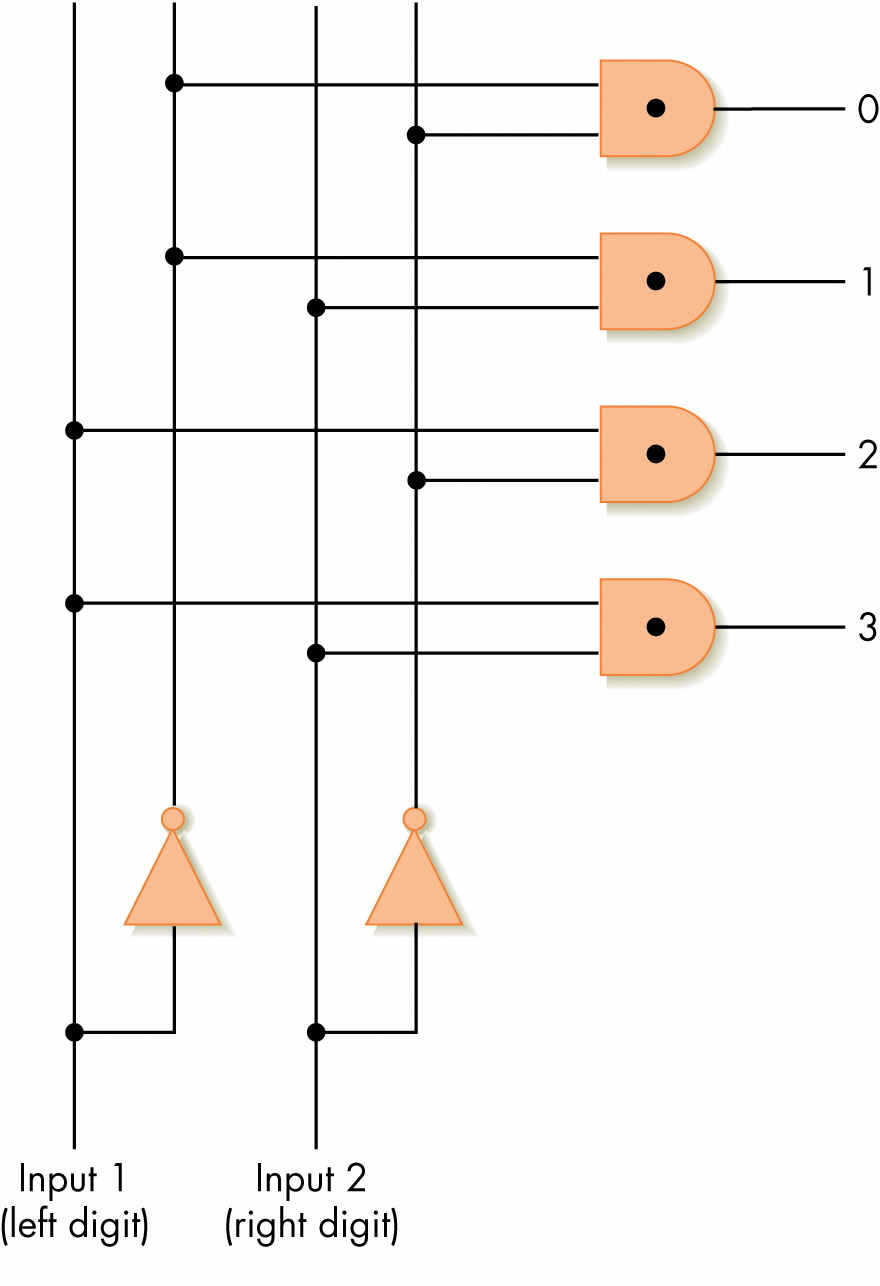 0
1
2
3
Input 1
(left digit)
Input 2
(right digit)